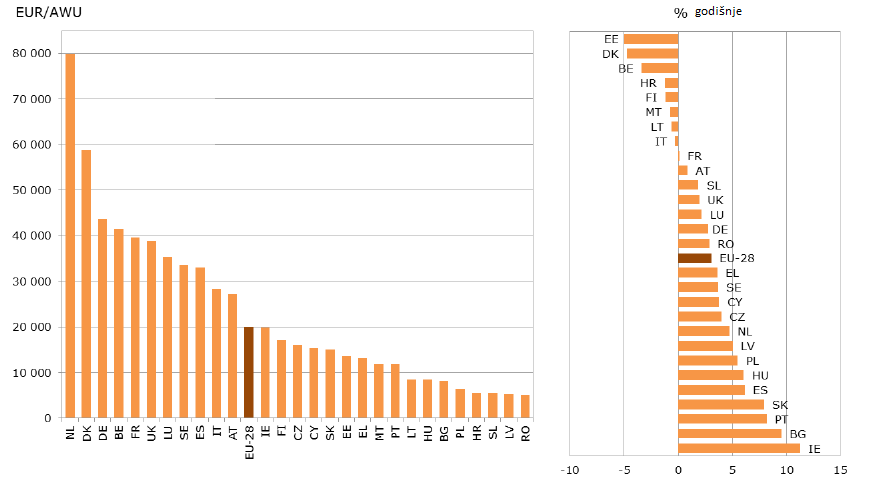 EUR/AWU
80 000
70 000
60 000
50 000
40 000
30 000
20 000
10 000
0
NL
DK
DE
BE
FR
UK
LU
SE
ES
IT
AT
EU-28
IE
FI
CZ
CY
SK
EE
EL
MT
PT
LT
HU
BG
PL
HR
SL
LV
RO
% godišnje
EE
DK
BE
HR
FI
MT
LT
IT
FR
AT
SL
UK
LU
DE
RO
EU-28
EL
SE
CY
CZ
NL
LV
PL
HU
ES
SK
PT
BG
IE
-10 -5 0 5 10 15